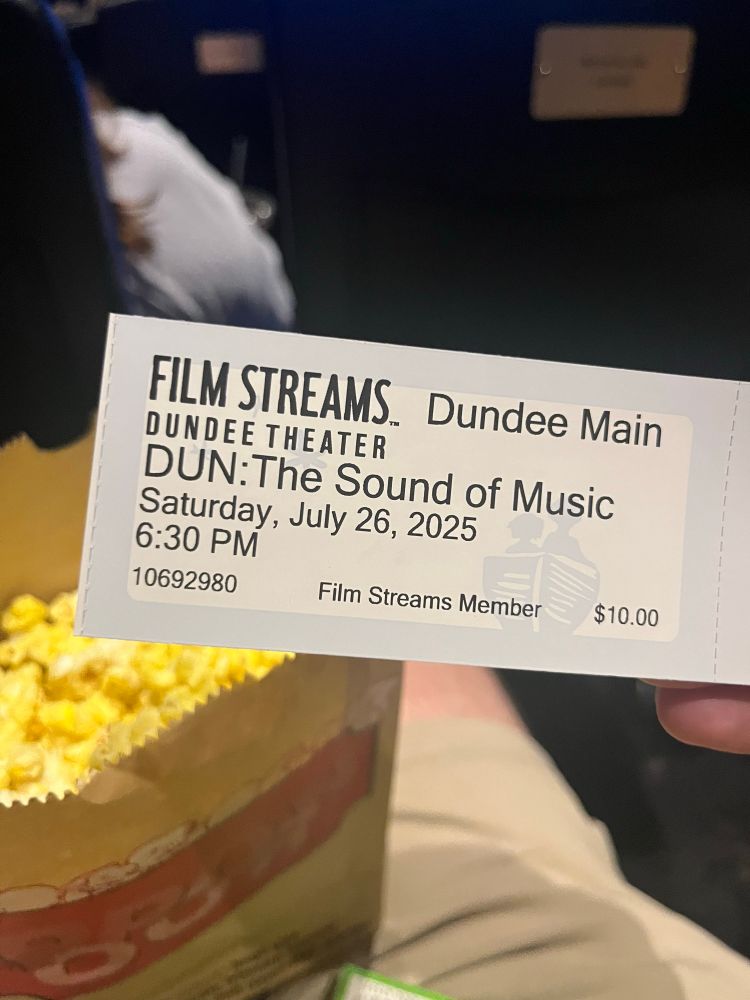 FILM STREAMS™ Dundee Main
DUNDEE THEATER
DUN:The Sound of Music
Saturday, July 26, 2025
6:30 PM
10692980 Film Streams Member $10.00